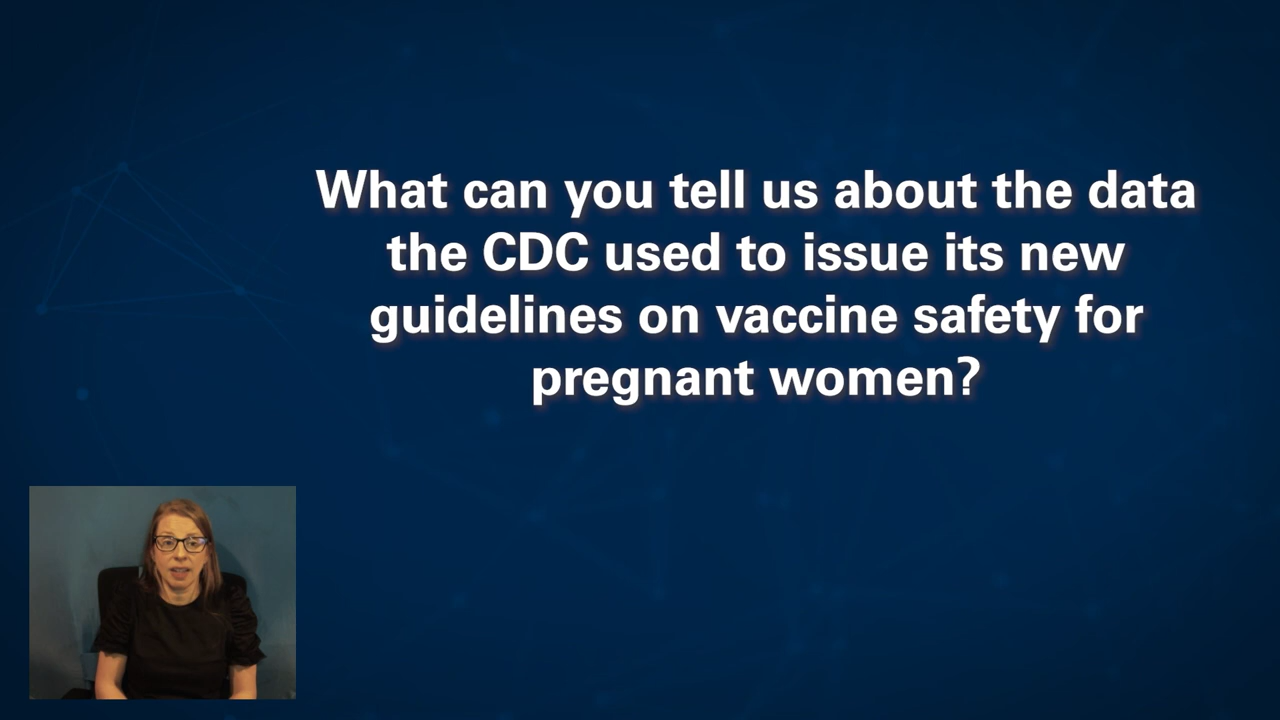 What can you tell us about the data
the CDC used to issue its new
guidelines on vaccine safety for
pregnant women?